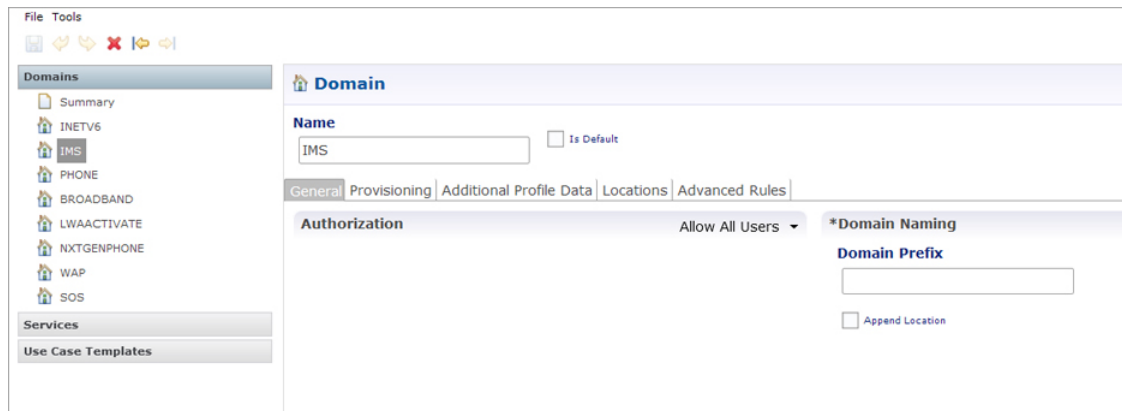 File Tools
Domains
Summary
INETV6
IMS
PHONE
BROADBAND
LWAACTIVATE
NXTGENPHONE
WAP
SOS
Services
Use Case Templates
Domain
Name
IMS
Is Default
General Provisioning Additional Profile Data Locations Advanced Rules
Authorization
Allow All Users
*Domain Naming
Domain Prefix
Append Location